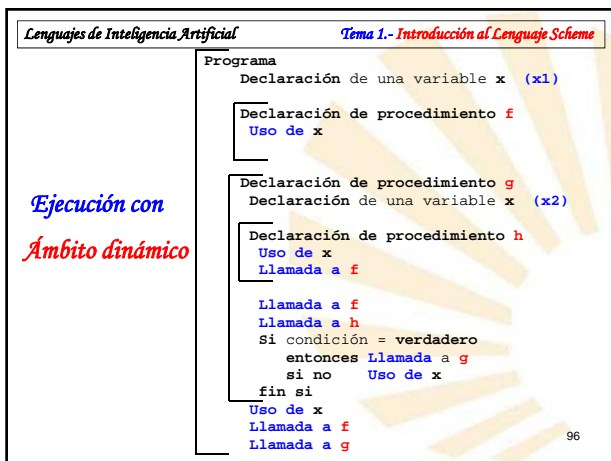 Lenguajes de Inteligencia Artificial Tema 1.- Introducción al Lenguaje Scheme
Programa
Declaración de una variable x (x1)
Declaración de procedimiento f
Uso de x
Declaración de procedimiento g
Declaración de una variable x (x2)
Ejecución con
Ámbito dinámico
Declaración de procedimiento h
Uso de x
Llamada a f
Llamada a f
Llamada a h
Si condición = verdadero
entonces Llamada a g
si no Uso de x
fin si
Uso de x
Llamada a f
Llamada a g
96